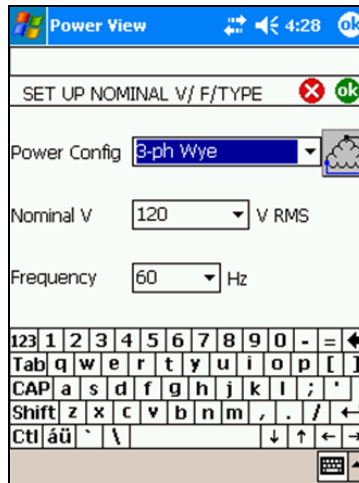 Power View 4:28 ok
SET UP NOMINAL V/ F/TYPE ok
Power Config 3-ph Wye
Nominal V 120 V RMS
Frequency 60 Hz
123 1 2 3 4 5 6 7 8 9 0 - =
Tab q w e r t y u i o p [ ]
CAP a s d f g h j k l ; '
Shift z x c v b n m , . /
Ctl áü ` \